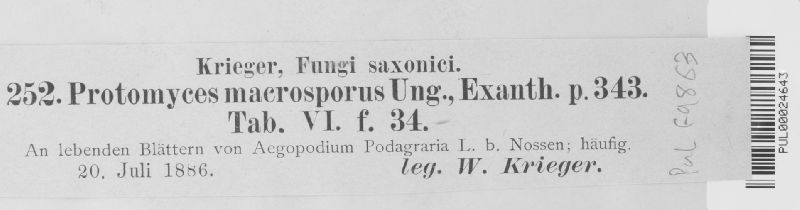 Krieger, Fungi saxonici.
252. Protomyces macrosporus Ung., Exanth. p. 343.
Tab. VI. f. 34.
An lebenden Blättern von Aegopodium Podagraria L. b. Nossen; häufig.
20. Juli 1886.
leg. W. Krieger.
PuL F9863
PUL00024643